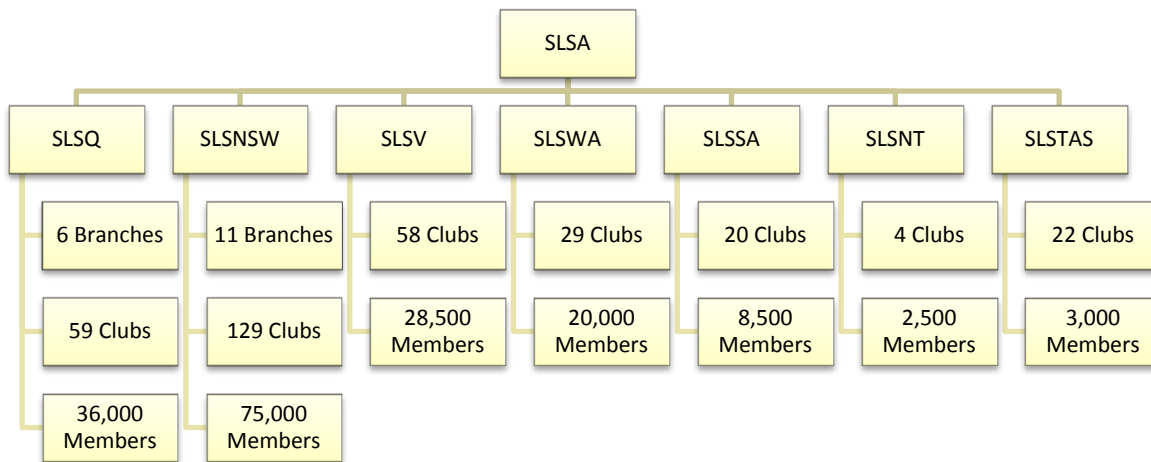 SLSA
SLSQ
SLSNSW
SLSV
SLSWA
SLSSA
SLSNT
SLSTAS
6 Branches
11 Branches
58 Clubs
29 Clubs
20 Clubs
4 Clubs
22 Clubs
59 Clubs
129 Clubs
28,500
Members
20,000
Members
8,500
Members
2,500
Members
3,000
Members
36,000
Members
75,000
Members